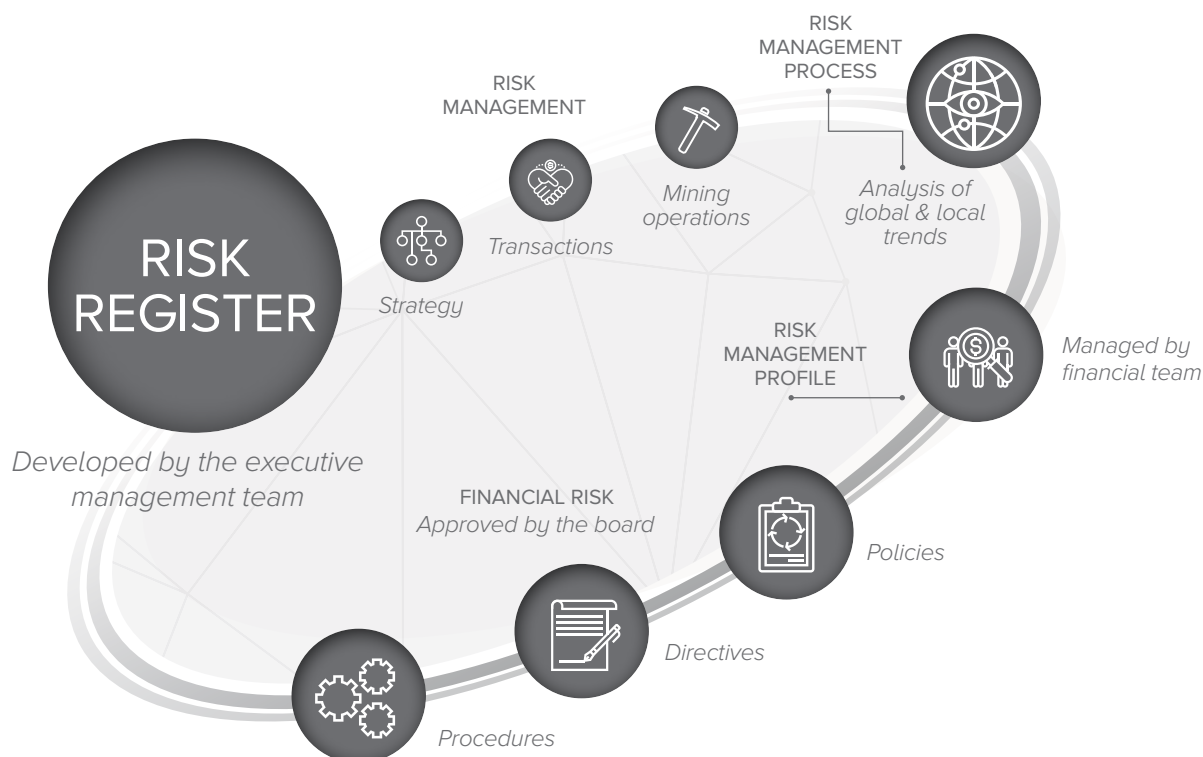 RISK
MANAGEMENT
PROCESS
RISK
MANAGEMENT
Mining
operations
Analysis of
global & local
trends
Transactions
Strategy
RISK
REGISTER
Developed by the executive
management team
RISK
MANAGEMENT
PROFILE
$
Managed by
financial team
FINANCIAL RISK
Approved by the board
Policies
Directives
Procedures